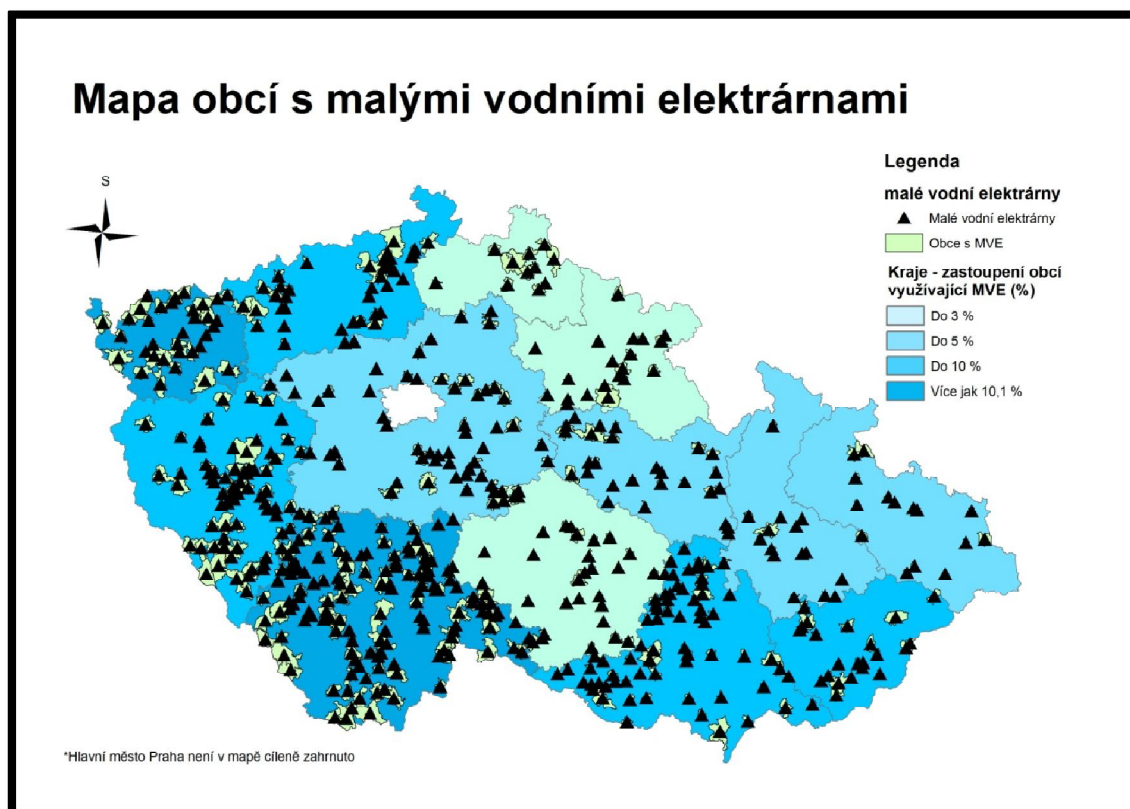 Mapa obcí s malými vodními elektrárnami
S
Legenda
malé vodní elektrárny
Malé vodní elektrárny
Obce s MVE
Kraje - zastoupení obcí
využívající MVE (%)
Do 3 %
Do 5 %
Do 10 %
Více jak 10,1 %
*Hlavní město Praha není v mapě cíleně zahrnuto